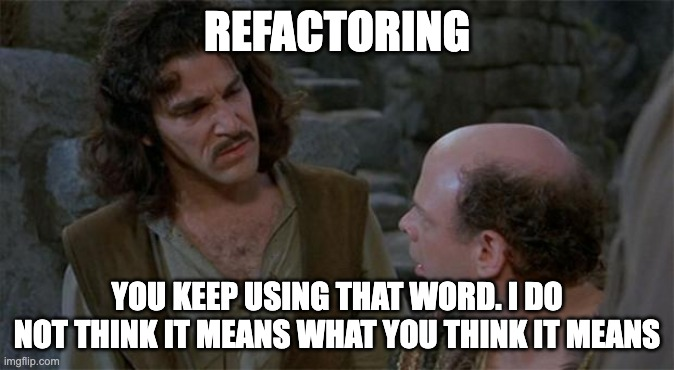 REFACTORING
YOU KEEP USING THAT WORD. I DO
NOT THINK IT MEANS WHAT YOU THINK IT MEANS
imgflip.com